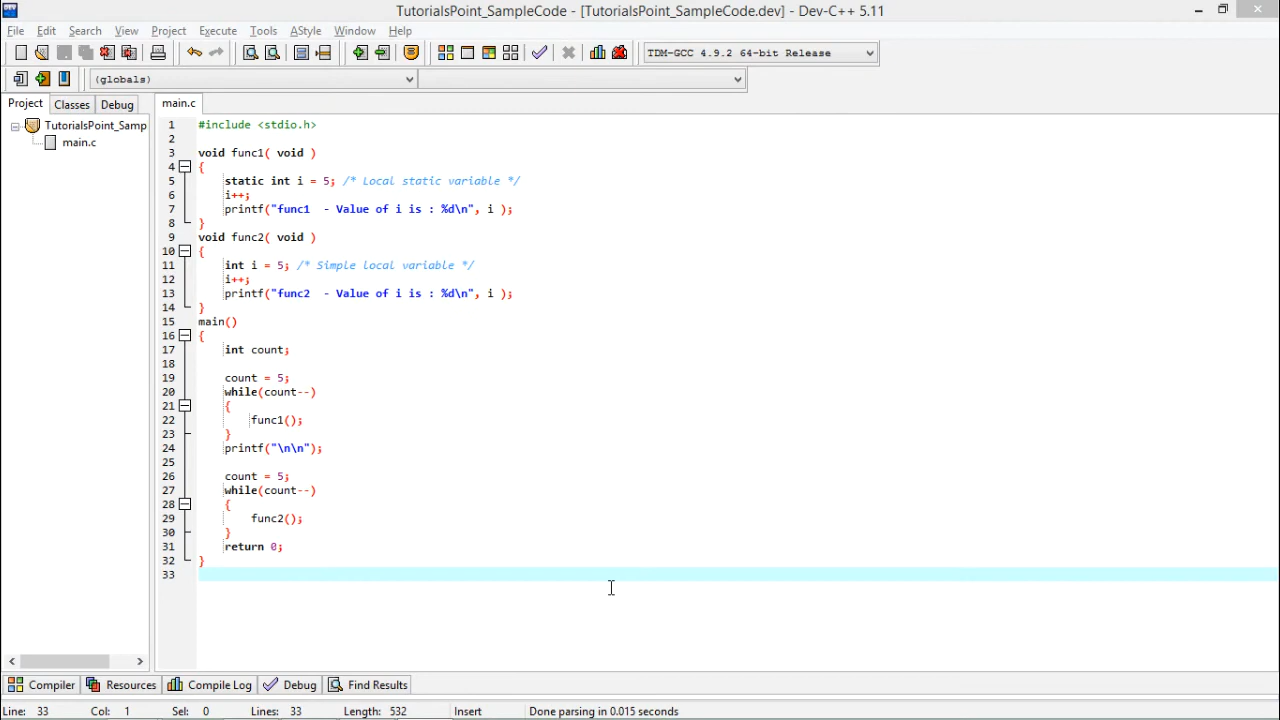 TutorialsPoint_SampleCode - [TutorialsPoint_SampleCode.dev] - Dev-C++ 5.11
File Edit Search View Project Execute Tools AStyle Window Help
TDM-GCC 4.9.2 64-bit Release
(globals)
Project Classes Debug
TutorialsPoint_Samp
main.c
main.c
1 #include <stdio.h>
2
3 void func1( void )
4 {
5 static int i = 5; /* Local static variable */
6 i++;
7 printf("func1  - Value of i is : %d\n", i );
8 }
9 void func2( void )
10 {
11 int i = 5; /* Simple local variable */
12 i++;
13 printf("func2  - Value of i is : %d\n", i );
14 }
15 main()
16 {
17 int count;
18
19 count = 5;
20 while(count--)
21 {
22 func1();
23 }
24 printf("\n\n");
25
26 count = 5;
27 while(count--)
28 {
29 func2();
30 }
31 return 0;
32 }
33
Compiler Resources Compile Log Debug Find Results
Line: 33 Col: 1 Sel: 0 Lines: 33 Length: 532 Insert Done parsing in 0.015 seconds